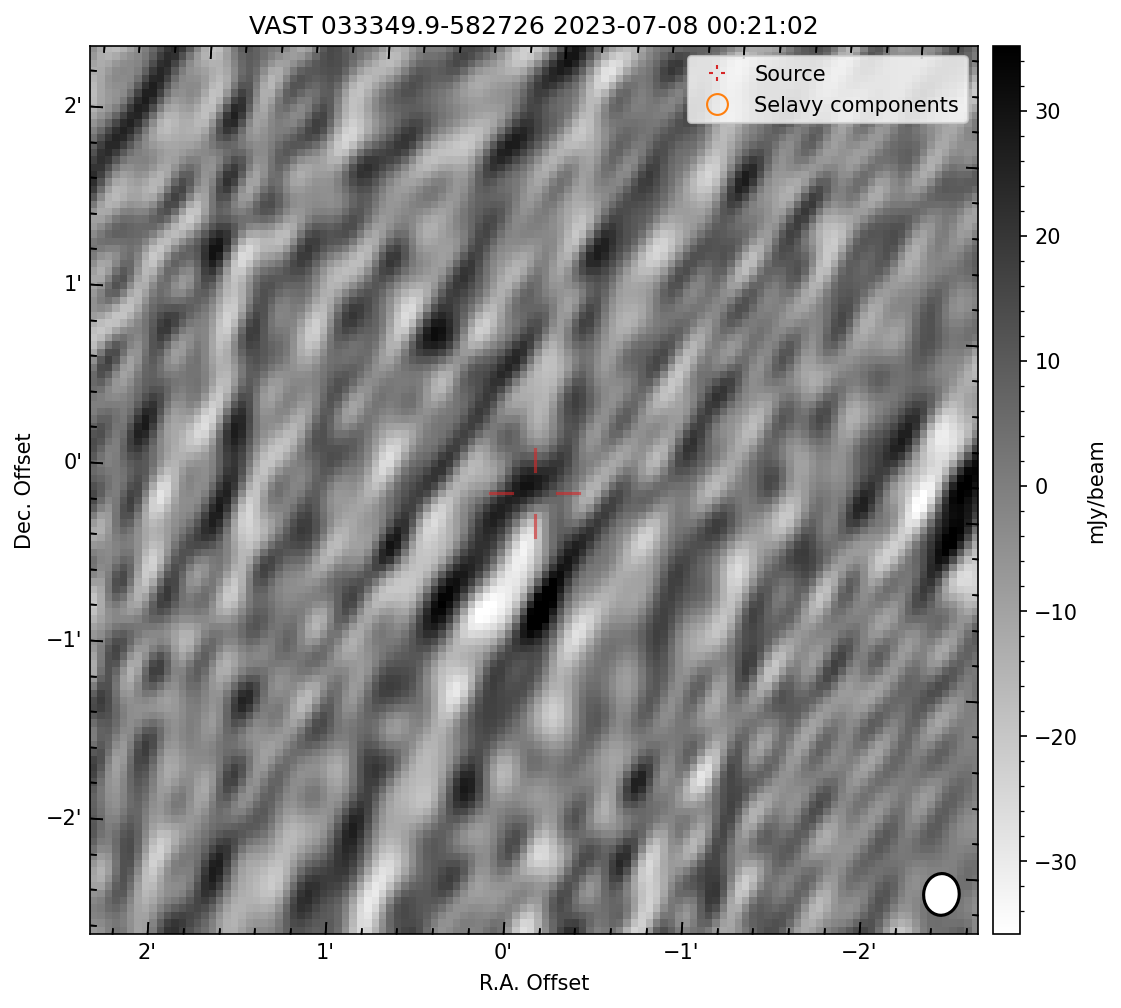 VAST 033349.9-582726 2023-07-08 00:21:02
Source
Selavy components
2'
1'
0'
−1'
−2'
Dec. Offset
2'
1'
0'
−1'
−2'
R.A. Offset
30
20
10
0
−10
−20
−30
mJy/beam